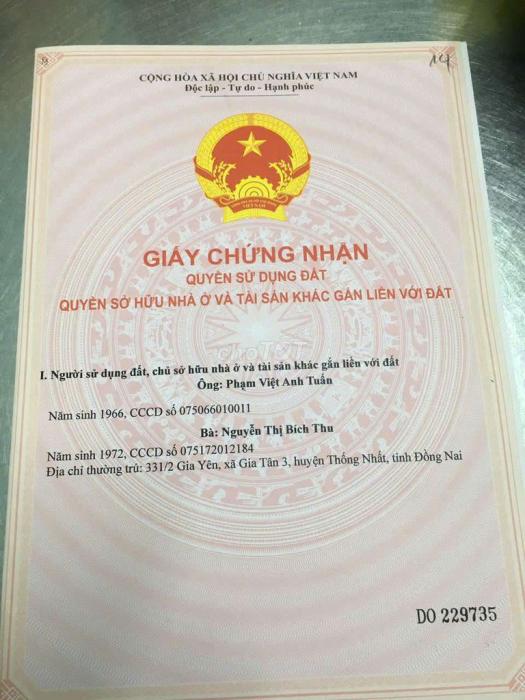 14
CỘNG HÒA XÃ HỘI CHỦ NGHĨA VIỆT NAM
Độc lập - Tự do - Hạnh phúc
VIỆT NAM
GIẤY CHỨNG NHẬN
QUYỀN SỬ DỤNG ĐẤT
QUYỀN SỞ HỮU NHÀ Ở VÀ TÀI SẢN KHÁC GẮN LIỀN VỚI ĐẤT
I. Người sử dụng đất, chủ sở hữu nhà ở và tài sản khác gắn liền với đất
Ông: Phạm Việt Anh Tuấn
Năm sinh 1966, CCCD số 075066010011
Bà: Nguyễn Thị Bích Thu
Năm sinh 1972, CCCD số 075172012184
Địa chỉ thường trú: 331/2 Gia Yên, xã Gia Tân 3, huyện Thống Nhất, tỉnh Đồng Nai
DO 229735